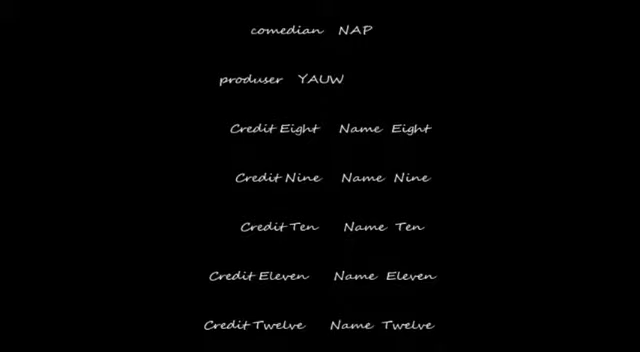 comedian NAP
produser YAUW
Credit Eight Name Eight
Credit Nine Name Nine
Credit Ten Name Ten
Credit Eleven Name Eleven
Credit Twelve Name Twelve